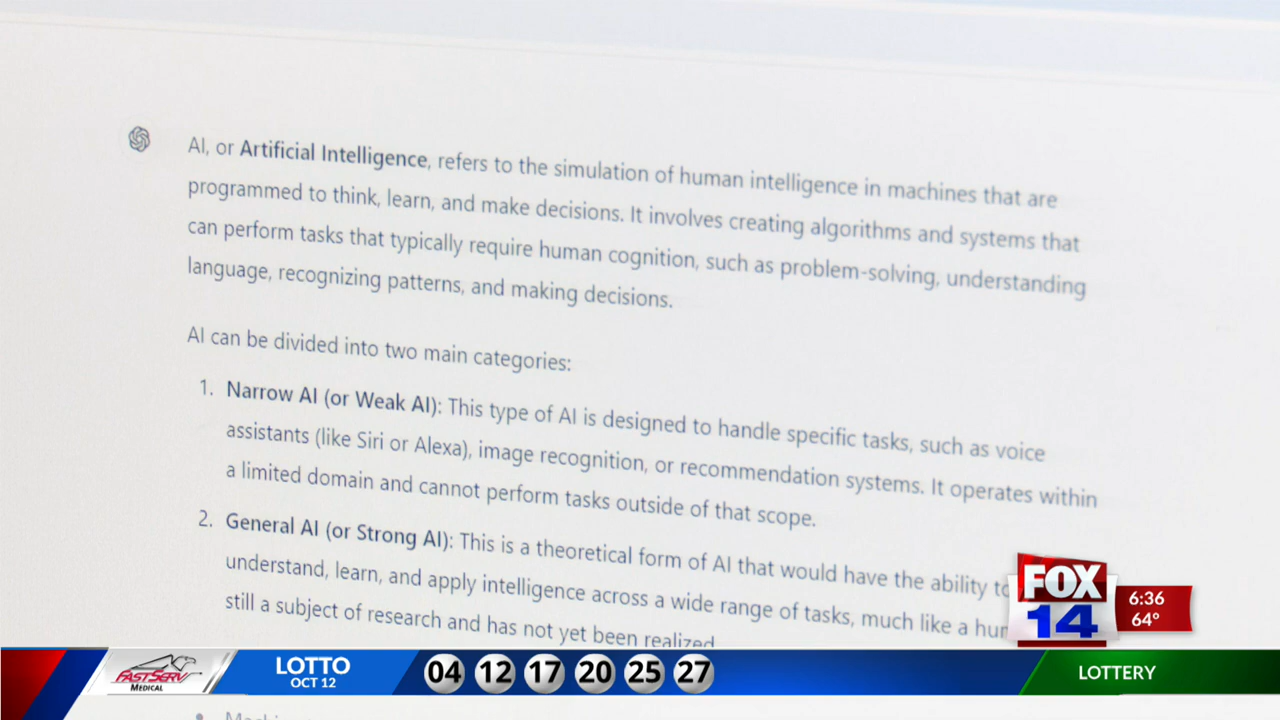 AI, or Artificial Intelligence, refers to the simulation of human intelligence in machines that are
programmed to think, learn, and make decisions. It involves creating algorithms and systems that
can perform tasks that typically require human cognition, such as problem-solving, understanding
language, recognizing patterns, and making decisions.
AI can be divided into two main categories:
1. Narrow AI (or Weak AI): This type of AI is designed to handle specific tasks, such as voice
assistants (like Siri or Alexa), image recognition, or recommendation systems. It operates within
a limited domain and cannot perform tasks outside of that scope.
2. General AI (or Strong AI): This is a theoretical form of AI that would have the ability to
understand, learn, and apply intelligence across a wide range of tasks, much like a
still a subject of research and has not yet been realized
FOX
14
6:36
64°
FASTSERV
MEDICAL
LOTTO
OCT 12
04 12 17 20 25 27
LOTTERY